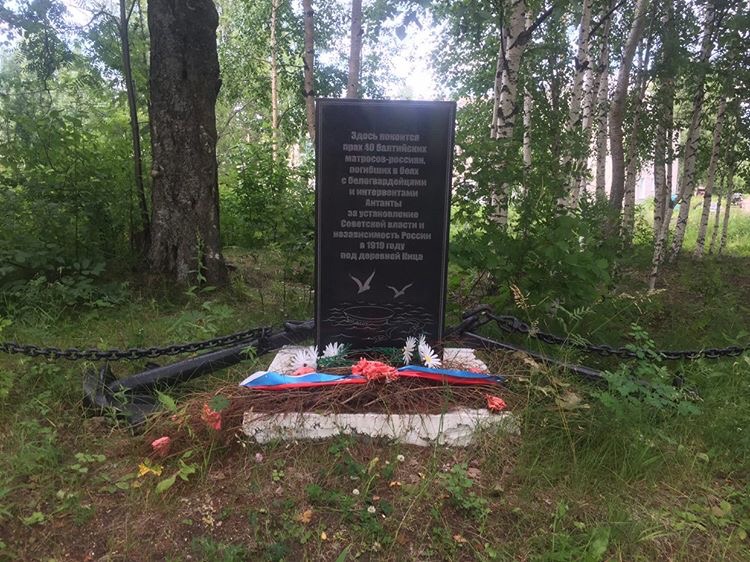 Здесь покоится
прах 40 балтийских
матросов-россиян,
погибших в боях
с белогвардейцами
и интервентами
Антанты
за установление
Советской власти и
независимость России
в 1919 году
под деревней Кица